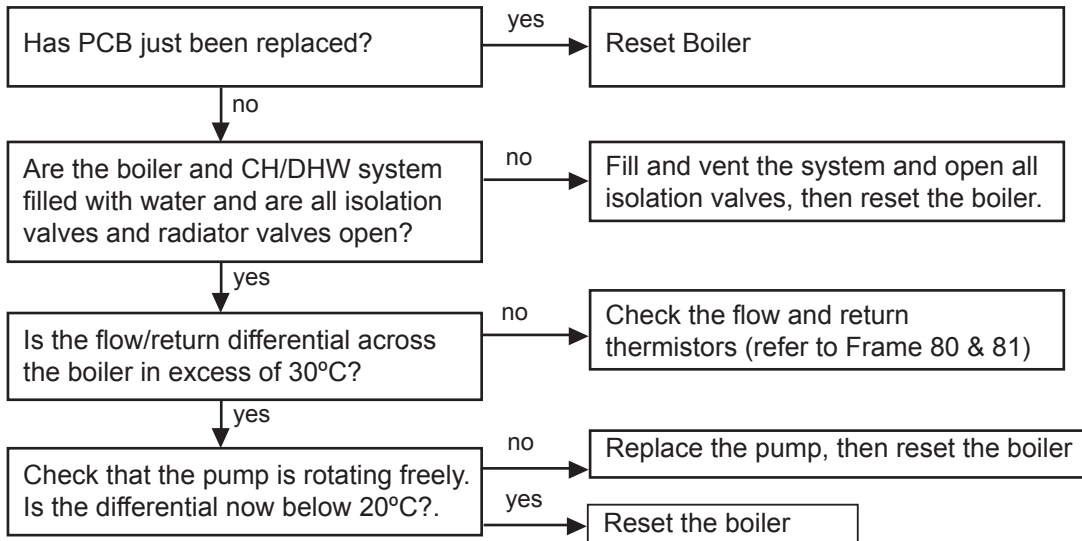 Has PCB just been replaced?
yes
Reset Boiler
no
Are the boiler and CH/DHW system
filled with water and are all isolation
valves and radiator valves open?
no
Fill and vent the system and open all
isolation valves, then reset the boiler.
yes
Is the flow/return differential across
the boiler in excess of 30ºC?
no
Check the flow and return
thermistors (refer to Frame 80 & 81)
yes
Check that the pump is rotating freely.
Is the differential now below 20ºC?.
no
Replace the pump, then reset the boiler
yes
Reset the boiler